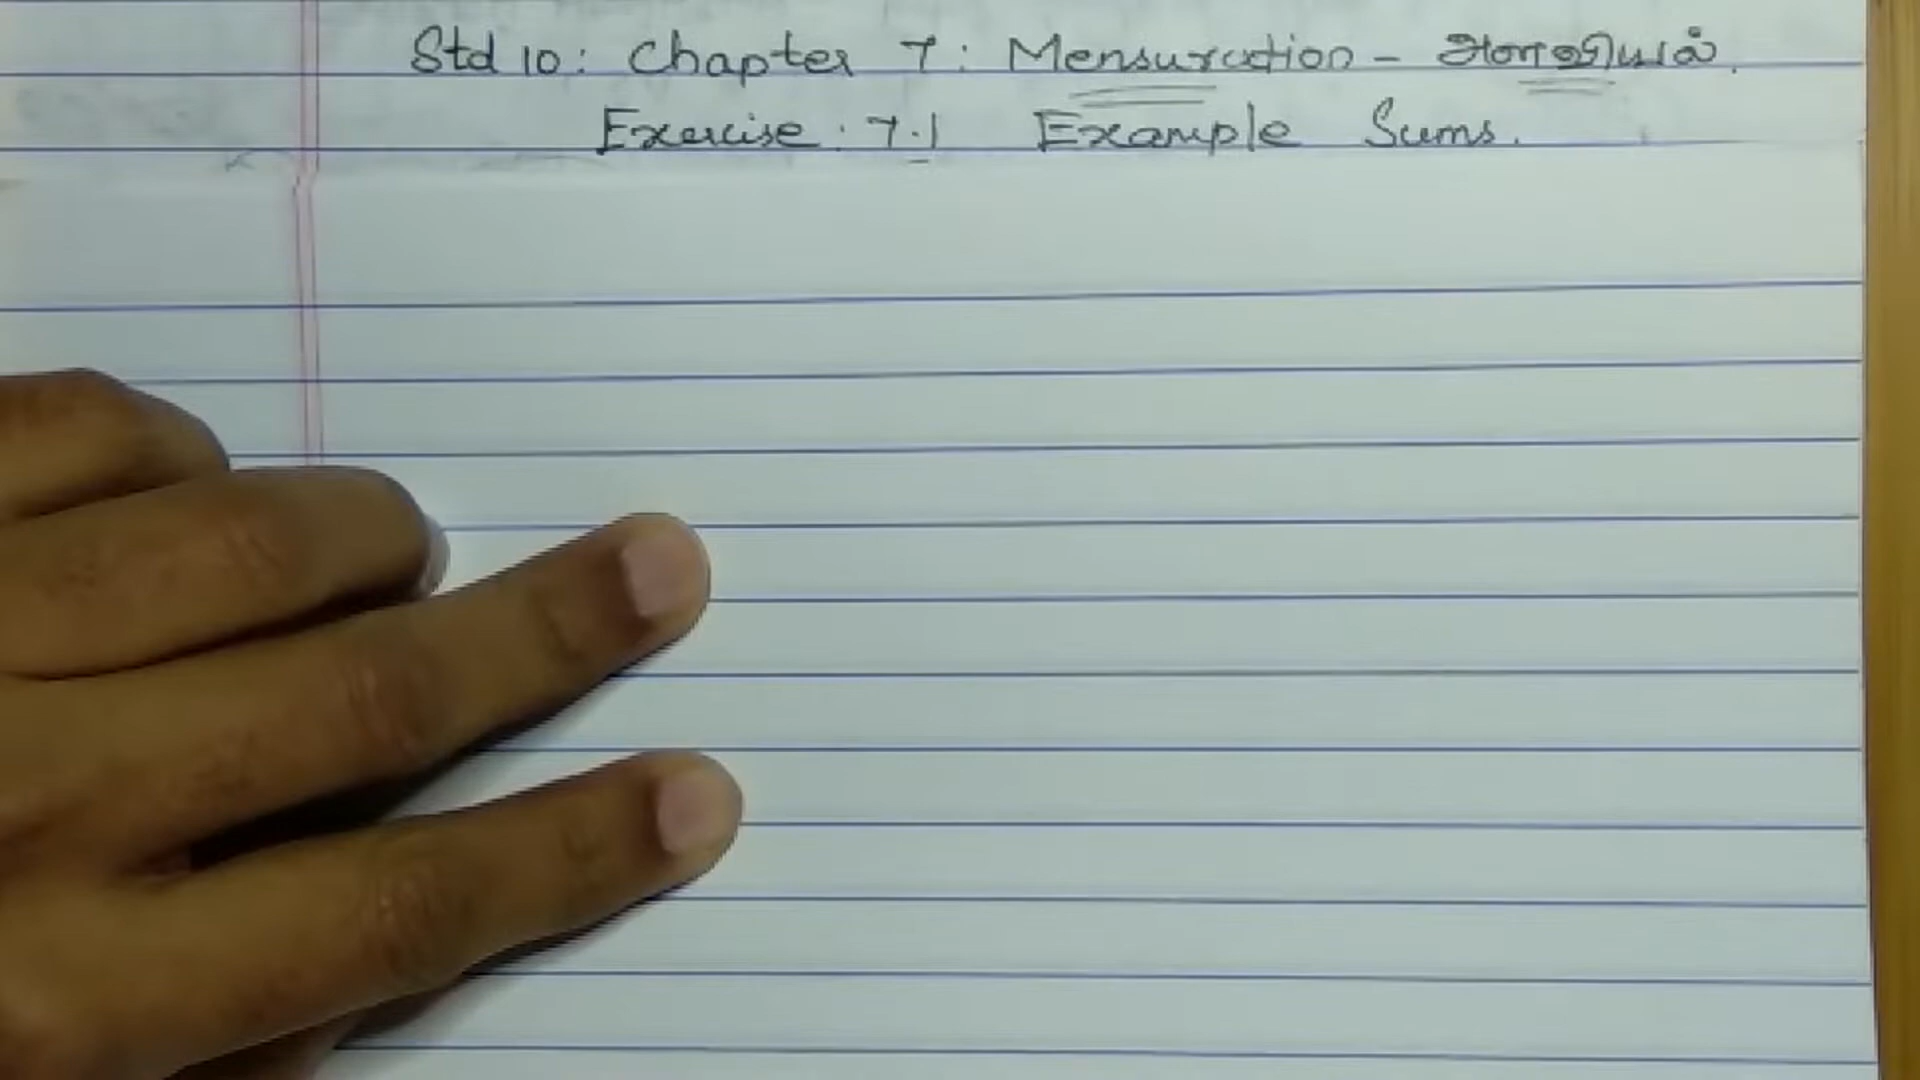 Std 10: Chapter 7: Mensuration - அளவியல்.
Exercise: 7.1 Example Sums.